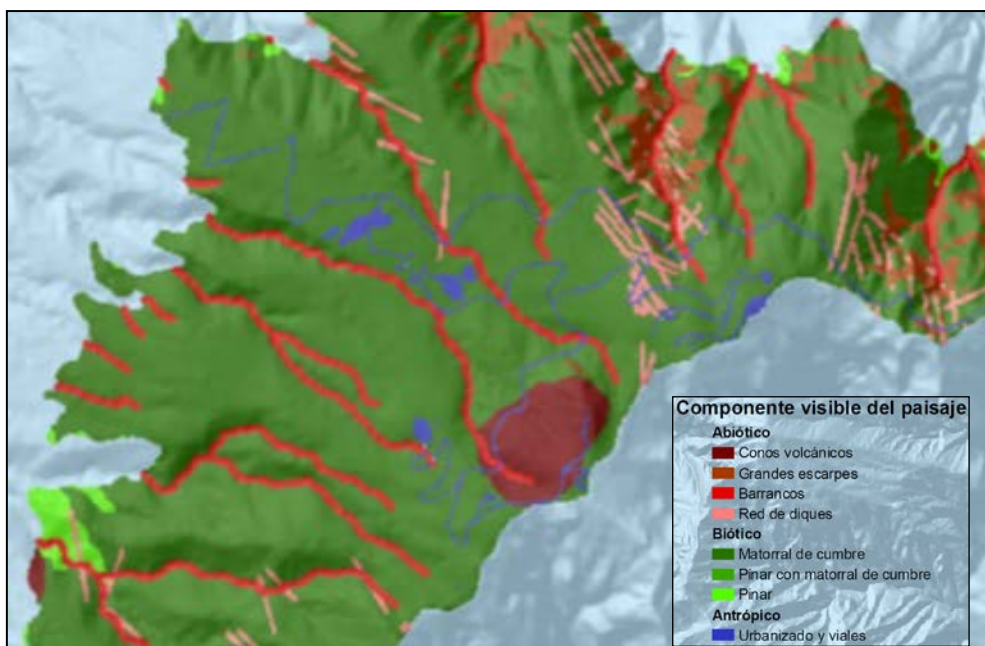 Componente visible del paisaje
Abiótico
Conos volcánicos
Grandes escarpes
Barrancos
Red de diques
Biótico
Matorral de cumbre
Pinar con matorral de cumbre
Pinar
Antrópico
Urbanizado y viales